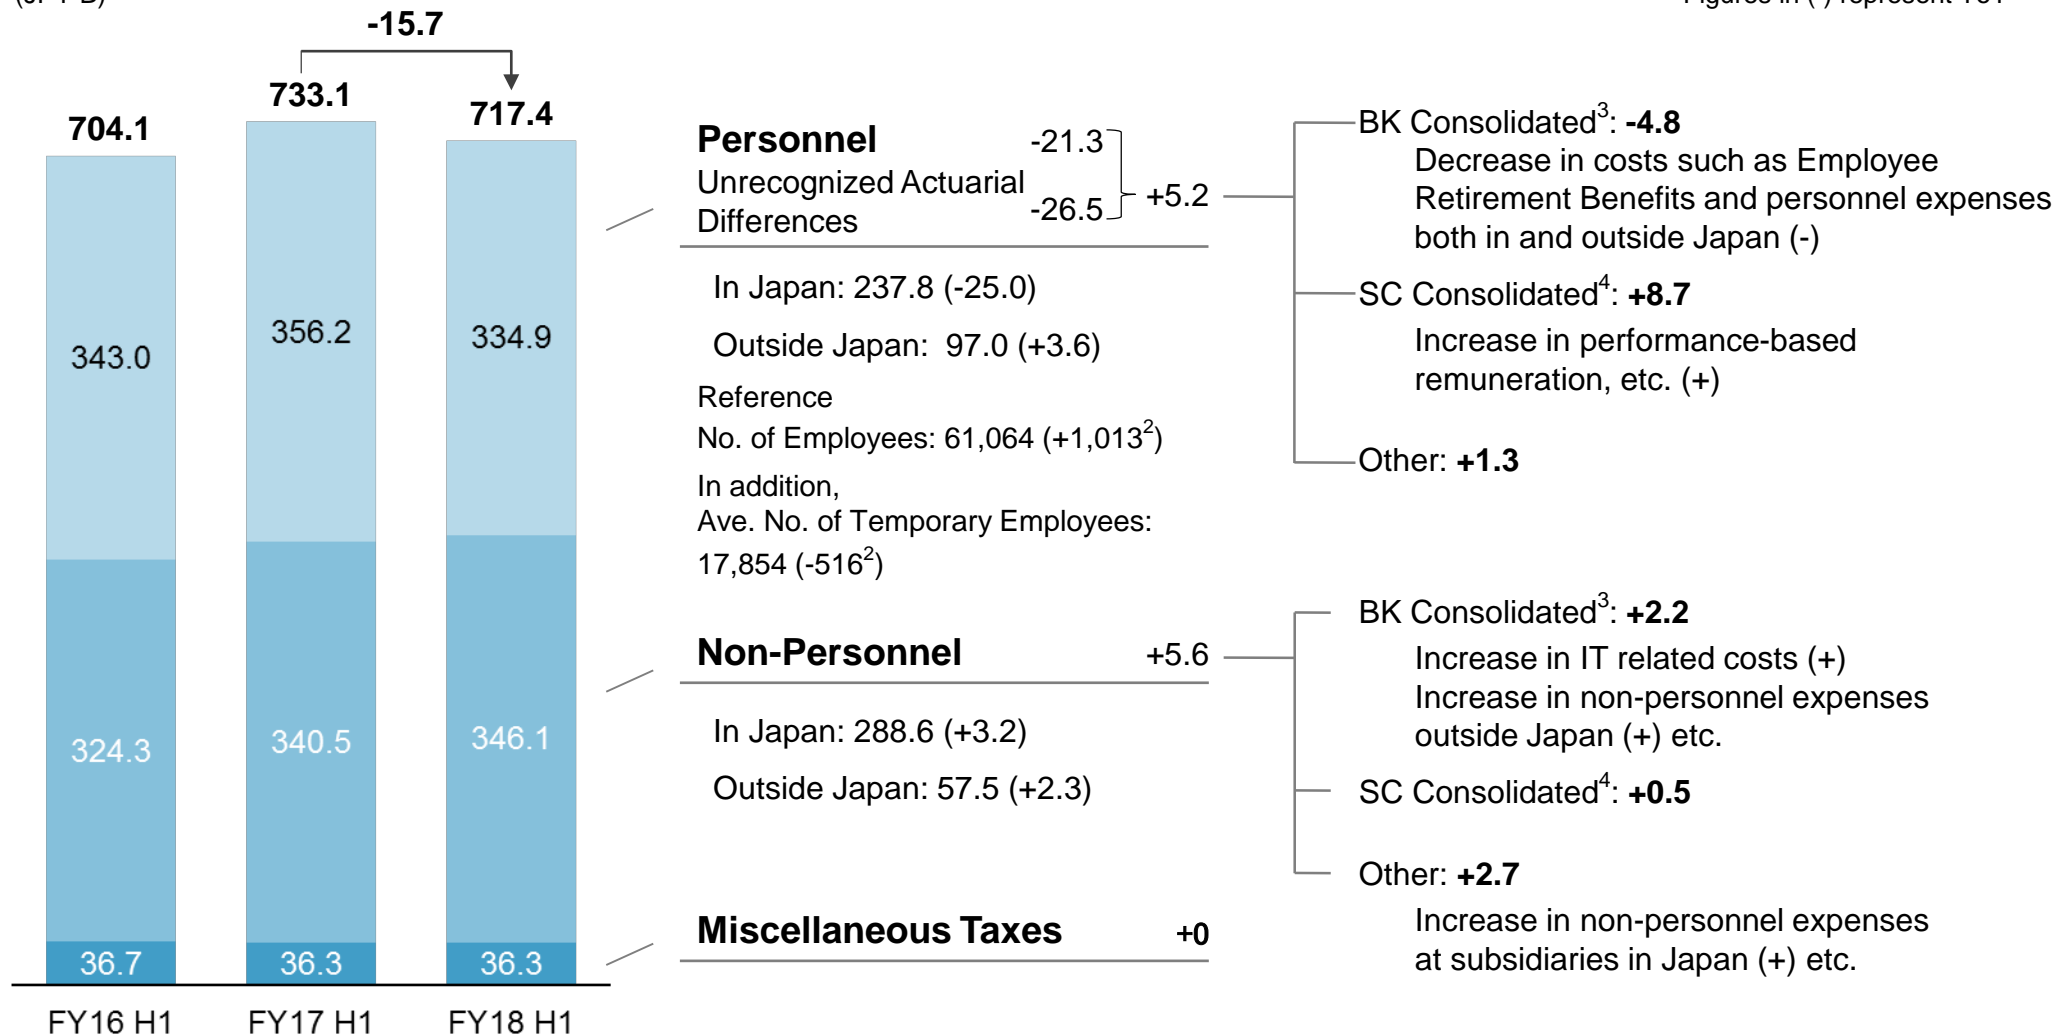 -15.7
704.1
733.1
717.4
343.0
356.2
334.9
324.3
340.5
346.1
36.7
36.3
36.3
FY16 H1
FY17 H1
FY18 H1
Personnel -21.3
Unrecognized Actuarial
Differences -26.5
+5.2
In Japan: 237.8 (-25.0)
Outside Japan: 97.0 (+3.6)
Reference
No. of Employees: 61,064 (+1,013²)
In addition,
Ave. No. of Temporary Employees:
17,854 (-516²)
Non-Personnel +5.6
In Japan: 288.6 (+3.2)
Outside Japan: 57.5 (+2.3)
Miscellaneous Taxes +0
BK Consolidated³: -4.8
Decrease in costs such as Employee
Retirement Benefits and personnel expenses
both in and outside Japan (-)
SC Consolidated⁴: +8.7
Increase in performance-based
remuneration, etc. (+)
Other: +1.3
BK Consolidated³: +2.2
Increase in IT related costs (+)
Increase in non-personnel expenses
outside Japan (+) etc.
SC Consolidated⁴: +0.5
Other: +2.7
Increase in non-personnel expenses
at subsidiaries in Japan (+) etc.